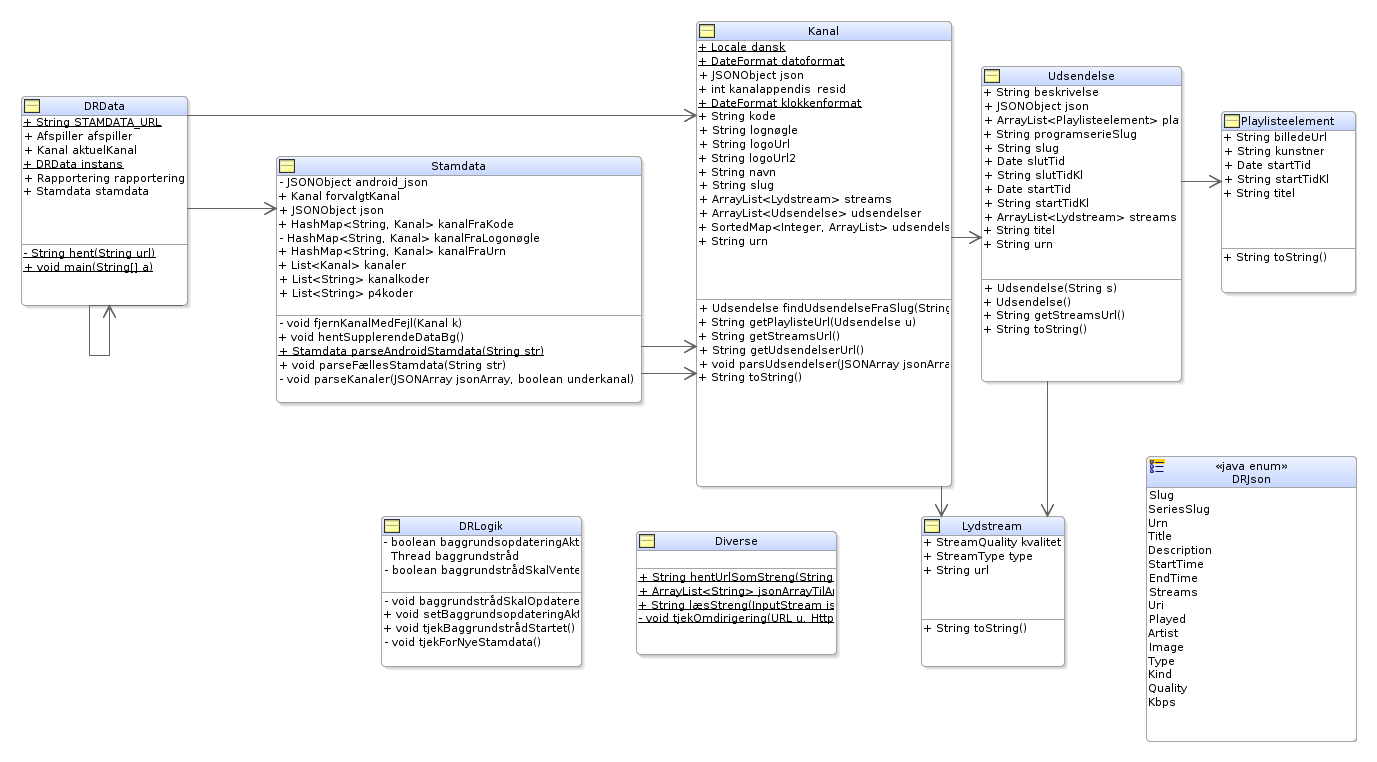 DRData
+ String STAMDATA_URL
+ Afspiller afspiller
+ Kanal aktuelKanal
+ DRData instans
+ Rapportering rapportering
+ Stamdata stamdata
- String hent(String url)
+ void main(String[] a)
Stamdata
- JSONObject android_json
+ Kanal forvalgtKanal
+ JSONObject json
+ HashMap<String, Kanal> kanalFraKode
- HashMap<String, Kanal> kanalFraLogonøgle
+ HashMap<String, Kanal> kanalFraUrn
+ List<Kanal> kanaler
+ List<String> kanalkoder
+ List<String> p4koder
- void fjernKanalMedFejl(Kanal k)
+ void hentSupplerendeDataBg()
+ Stamdata parseAndroidStamdata(String str)
+ void parseFællesStamdata(String str)
- void parseKanaler(JSONArray jsonArray, boolean underkanal)
Kanal
+ Locale dansk
+ DateFormat datoformat
+ JSONObject json
+ int kanalappendis_resid
+ DateFormat klokkenformat
+ String kode
+ String lognøgle
+ String logoUrl
+ String logoUrl2
+ String navn
+ String slug
+ ArrayList<Lydstream> streams
+ ArrayList<Udsendelse> udsendelser
+ SortedMap<Integer, ArrayList> udsendels
+ String urn
+ Udsendelse findUdsendelseFraSlug(String
+ String getPlaylisteUrl(Udsendelse u)
+ String getStreamsUrl()
+ String getUdsendelserUrl()
+ void parsUdsendelser(JSONArray jsonArra
+ String toString()
Udsendelse
+ String beskrivelse
+ JSONObject json
+ ArrayList<Playlisteelement> pla
+ String programserieSlug
+ String slug
+ Date slutTid
+ String slutTidKl
+ Date startTid
+ String startTidKl
+ ArrayList<Lydstream> streams
+ String titel
+ String urn
+ Udsendelse(String s)
+ Udsendelse()
+ String getStreamsUrl()
+ String toString()
Playlisteelement
+ String billedeUrl
+ String kunstner
+ Date startTid
+ String startTidKl
+ String titel
+ String toString()
DRLogik
- boolean baggrundsopdateringAkt
Thread baggrundstråd
- boolean baggrundstrådSkalVente
- void baggrundstrådSkalOpdatere
+ void setBaggrundsopdateringAkt
+ void tjekBaggrundstrådStartet()
- void tjekForNyeStamdata()
Diverse
+ String hentUrlSomStreng(String
+ ArrayList<String> jsonArrayTilAr
+ String læsStreng(InputStream is
- void tjekOmdirigering(URL u, Http
Lydstream
+ StreamQuality kvalitet
+ StreamType type
+ String url
+ String toString()
«java enum»
DRJson
Slug
SeriesSlug
Urn
Title
Description
StartTime
EndTime
Streams
Uri
Played
Artist
Image
Type
Kind
Quality
Kbps